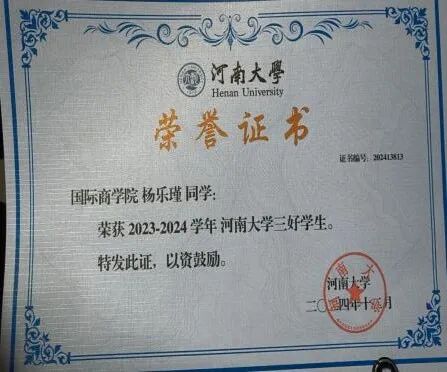 河南大學
Henan University
荣誉证书
证书编号：202413813
国际商学院 杨乐瑾 同学：
荣获 2023-2024 学年 河南大学三好学生。
特发此证，以资鼓励。
河南大学